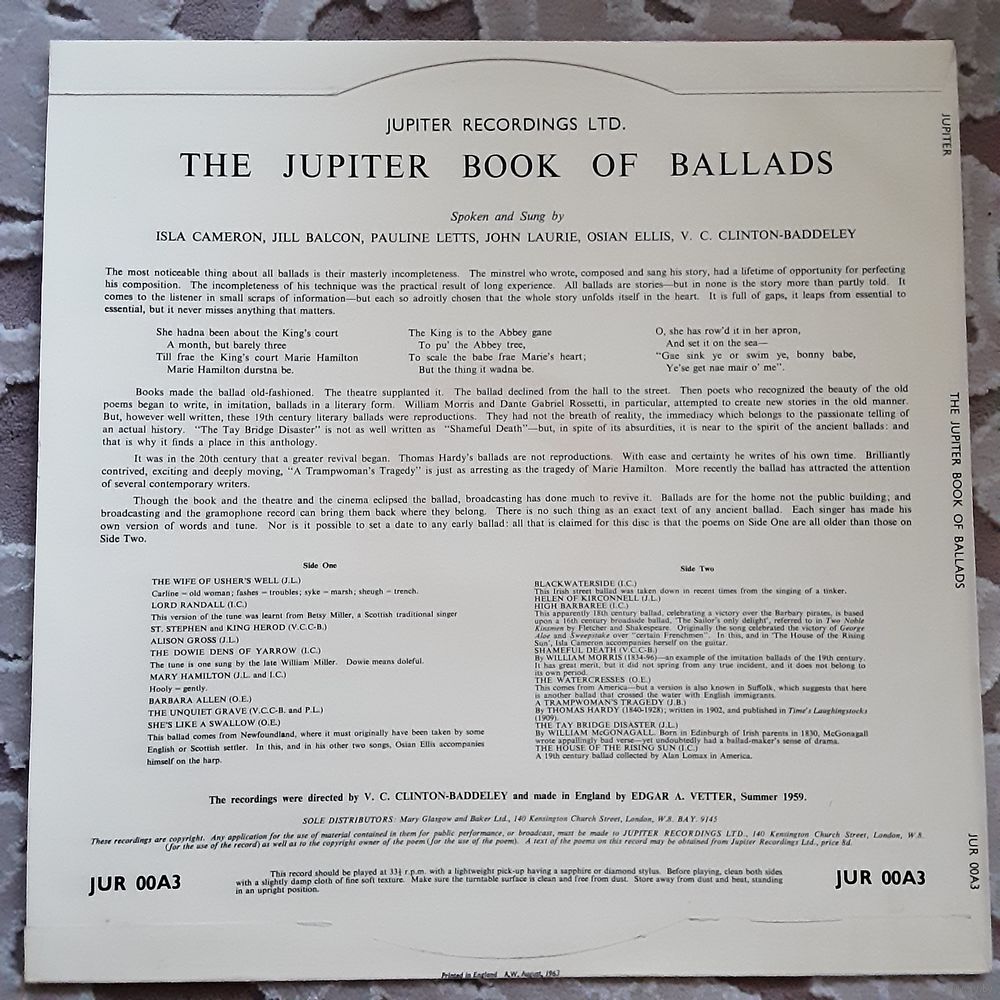 JUPITER RECORDINGS LTD.
THE JUPITER BOOK OF BALLADS
Spoken and Sung by
ISLA CAMERON, JILL BALCON, PAULINE LETTS, JOHN LAURIE, OSIAN ELLIS, V. C. CLINTON-BADDELEY
The most noticeable thing about all ballads is their masterly incompleteness. The minstrel who wrote, composed and sang his story, had a lifetime of opportunity for perfecting
his composition. The incompleteness of his technique was the practical result of long experience. All ballads are stories—but in none is the story more than partly told. It
comes to the listener in small scraps of information—but each so adroitly chosen that the whole story unfolds itself in the heart. It is full of gaps, it leaps from essential to
essential, but it never misses anything that matters.
She hadna been about the King's court
A month, but barely three
Till frae the King's court Marie Hamilton
Marie Hamilton durstna be.
The King is to the Abbey gane
To pu' the Abbey tree,
To scale the babe frae Marie's heart;
But the thing it wadna be.
O, she has row'd it in her apron,
And set it on the sea—
"Gae sink ye or swim ye, bonny babe,
Ye'se get nae mair o' me".
Books made the ballad old-fashioned. The theatre supplanted it. The ballad declined from the hall to the street. Then poets who recognized the beauty of the old
poems began to write, in imitation, ballads in a literary form. William Morris and Dante Gabriel Rossetti, in particular, attempted to create new stories in the old manner.
But, however well written, these 19th century literary ballads were reproductions. They had not the breath of reality, the immediacy which belongs to the passionate telling of
an actual history. "The Tay Bridge Disaster" is not as well written as "Shameful Death"—but, in spite of its absurdities, it is near to the spirit of the ancient ballads: and
that is why it finds a place in this anthology.
It was in the 20th century that a greater revival began. Thomas Hardy's ballads are not reproductions. With ease and certainty he writes of his own time. Brilliantly
contrived, exciting and deeply moving, "A Trampwoman's Tragedy" is just as arresting as the tragedy of Marie Hamilton. More recently the ballad has attracted the attention
of several contemporary writers.
Though the book and the theatre and the cinema eclipsed the ballad, broadcasting has done much to revive it. Ballads are for the home not the public building; and
broadcasting and the gramophone record can bring them back where they belong. There is no such thing as an exact text of any ancient ballad. Each singer has made his
own version of words and tune. Nor is it possible to set a date to any early ballad: all that is claimed for this disc is that the poems on Side One are all older than those on
Side Two.
Side One
THE WIFE OF USHER'S WELL (J.L.)
Carline = old woman; fashes = troubles; syke = marsh; sheugh = trench.
LORD RANDALL (I.C.)
This version of the tune was learnt from Betsy Miller, a Scottish traditional singer
ST. STEPHEN and KING HEROD (V.C.C-B.)
ALISON GROSS (J.L.)
THE DOWIE DENS OF YARROW (I.C.)
The tune is one sung by the late William Miller. Dowie means doleful.
MARY HAMILTON (J.L. and I.C.)
Hooly = gently.
BARBARA ALLEN (O.E.)
THE UNQUIET GRAVE (V.C.C-B. and P.L.)
SHE'S LIKE A SWALLOW (O.E.)
This ballad comes from Newfoundland, where it must originally have been taken by some
English or Scottish settler. In this, and in his other two songs, Osian Ellis accompanies
himself on the harp.
Side Two
BLACKWATERSIDE (I.C.)
This Irish street ballad was taken down in recent times from the singing of a tinker.
HELEN OF KIRCONNELL (J.L.)
HIGH BARBAREE (I.C.)
This apparently 18th century ballad, celebrating a victory over the Barbary pirates, is based
upon a 16th century broadside ballad, 'The Sailor's only delight', referred to in Two Noble
Kinsmen by Fletcher and Shakespeare. Originally the song celebrated the victory of George
Aloe and Sweepstake over "certain Frenchmen". In this, and in 'The House of the Rising
Sun', Isla Cameron accompanies herself on the guitar.
SHAMEFUL DEATH (V.C.C-B.)
By WILLIAM MORRIS (1834-96)—an example of the imitation ballads of the 19th century.
It has great merit, but it did not spring from any true incident, and it does not belong to
its own period.
THE WATERCRESSES (O.E.)
This comes from America—but a version is also known in Suffolk, which suggests that here
is another ballad that crossed the water with English immigrants.
A TRAMPWOMAN'S TRAGEDY (J.B.)
By THOMAS HARDY (1840-1928); written in 1902, and published in Time's Laughingstocks
(1909).
THE TAY BRIDGE DISASTER (J.L.)
By WILLIAM McGONAGALL. Born in Edinburgh of Irish parents in 1830, McGonagall
wrote appallingly bad verse—yet undoubtedly had a ballad-maker's sense of drama.
THE HOUSE OF THE RISING SUN (I.C.)
A 19th century ballad collected by Alan Lomax in America.
The recordings were directed by V. C. CLINTON-BADDELEY and made in England by EDGAR A. VETTER, Summer 1959.
SOLE DISTRIBUTORS: Mary Glasgow and Baker Ltd., 140 Kensington Church Street, London, W.8. BAY. 9145
These recordings are copyright. Any application for the use of material contained in them for public performance, or broadcast, must be made to JUPITER RECORDINGS LTD., 140 Kensington Church Street, London, W.8.
(for the use of the record) as well as to the copyright owner of the poem (for the use of the poem). A text of the poems on this record may be obtained from Jupiter Recordings Ltd., price 8d.
JUR 00A3
This record should be played at 33⅓ r.p.m. with a lightweight pick-up having a sapphire or diamond stylus. Before playing, clean both sides
with a slightly damp cloth of fine soft texture. Make sure the turntable surface is clean and free from dust. Store away from dust and heat, standing
in an upright position.
JUR 00A3
Printed in England A.W. August, 1963
JUPITER
THE JUPITER BOOK OF BALLADS
JUR 00A3